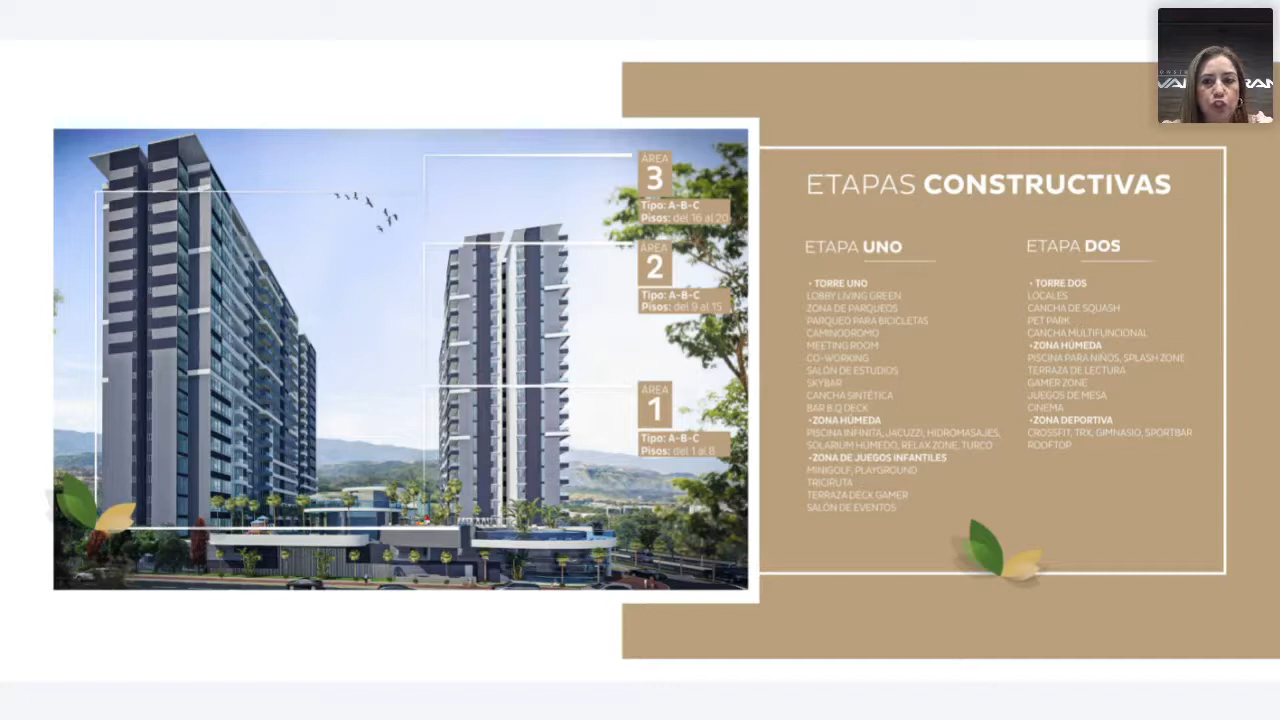 ÁREA
3
Tipo: A-B-C
Pisos: del 16 al 20
ÁREA
2
Tipo: A-B-C
Pisos: del 9 al 15
ÁREA
1
Tipo: A-B-C
Pisos: del 1 al 8
ETAPAS CONSTRUCTIVAS
ETAPA UNO
• TORRE UNO
LOBBY LIVING GREEN
ZONA DE PARQUEOS
PARQUEO PARA BICICLETAS
CAMINODROMO
MEETING ROOM
CO-WORKING
SALÓN DE ESTUDIOS
SKYBAR
CANCHA SINTÉTICA
BAR B.Q DECK
•ZONA HÚMEDA
PISCINA INFINITA, JACUZZI, HIDROMASAJES,
SOLARIUM HÚMEDO, RELAX ZONE, TURCO
•ZONA DE JUEGOS INFANTILES
MINIGOLF, PLAYGROUND
TRICIRUTA
TERRAZA DECK GAMER
SALÓN DE EVENTOS
ETAPA DOS
• TORRE DOS
LOCALES
CANCHA DE SQUASH
PET PARK
CANCHA MULTIFUNCIONAL
•ZONA HÚMEDA
PISCINA PARA NIÑOS, SPLASH ZONE
TERRAZA DE LECTURA
GAMER ZONE
JUEGOS DE MESA
CINEMA
•ZONA DEPORTIVA
CROSSFIT, TRX, GIMNASIO, SPORTBAR
ROOFTOP